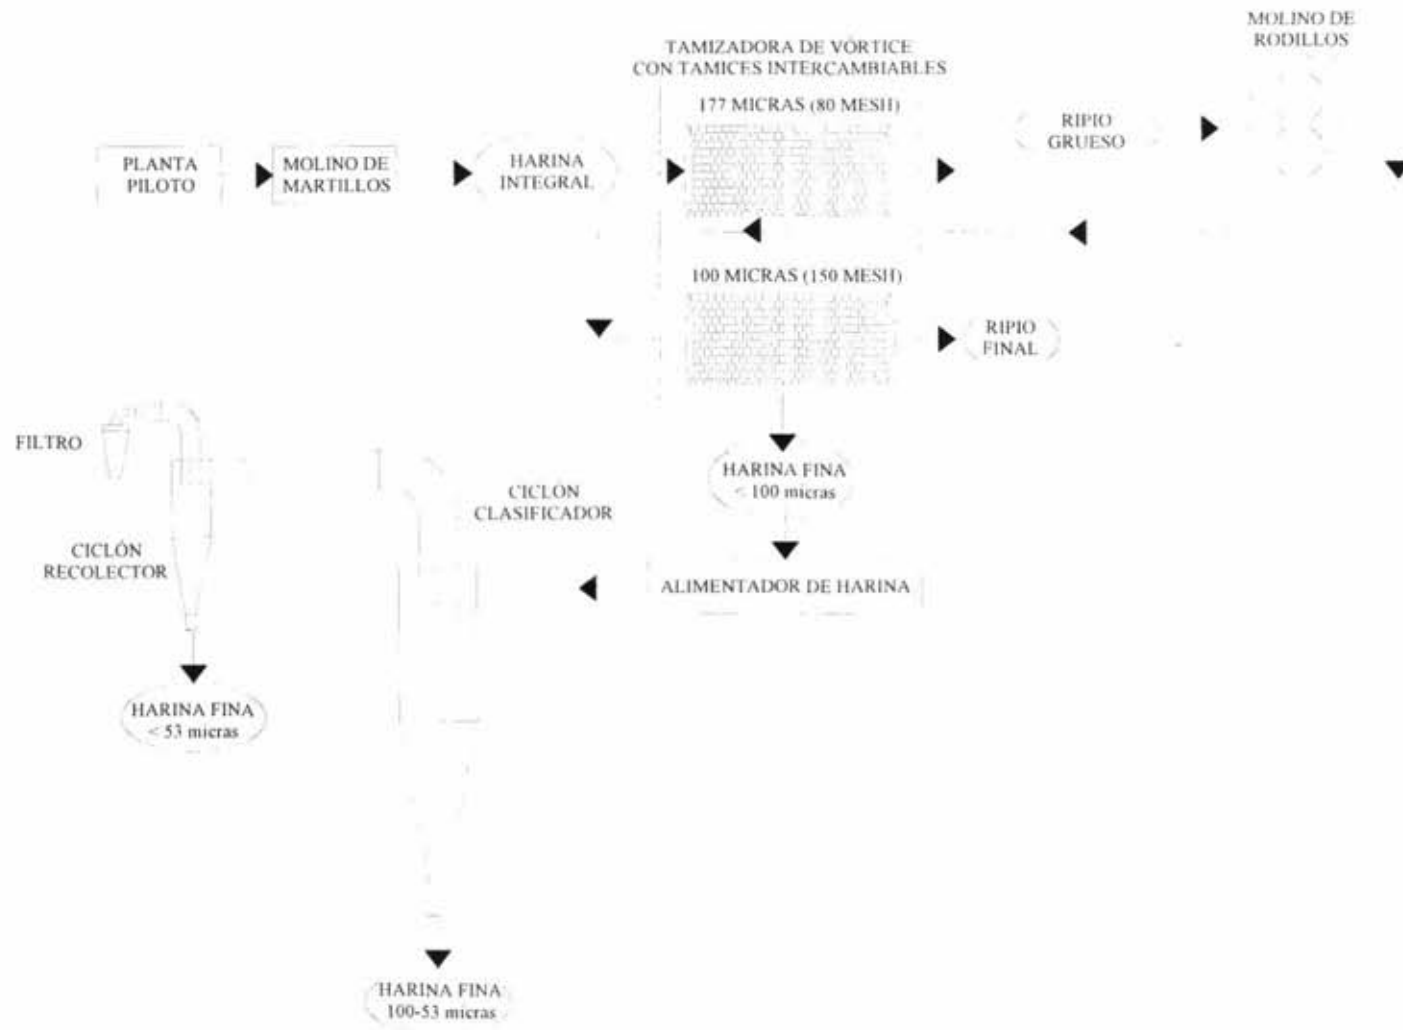 MOLINO DE
RODILLOS
TAMIZADORA DE VÓRTICE
CON TAMICES INTERCAMBIABLES
177 MICRAS (80 MESH)
RIPIO
GRUESO
PLANTA
PILOTO
MOLINO DE
MARTILLOS
HARINA
INTEGRAL
100 MICRAS (150 MESH)
RIPIO
FINAL
FILTRO
HARINA FINA
< 100 micras
CICLÓN
CLASIFICADOR
CICLÓN
RECOLECTOR
ALIMENTADOR DE HARINA
HARINA FINA
< 53 micras
HARINA FINA
100-53 micras